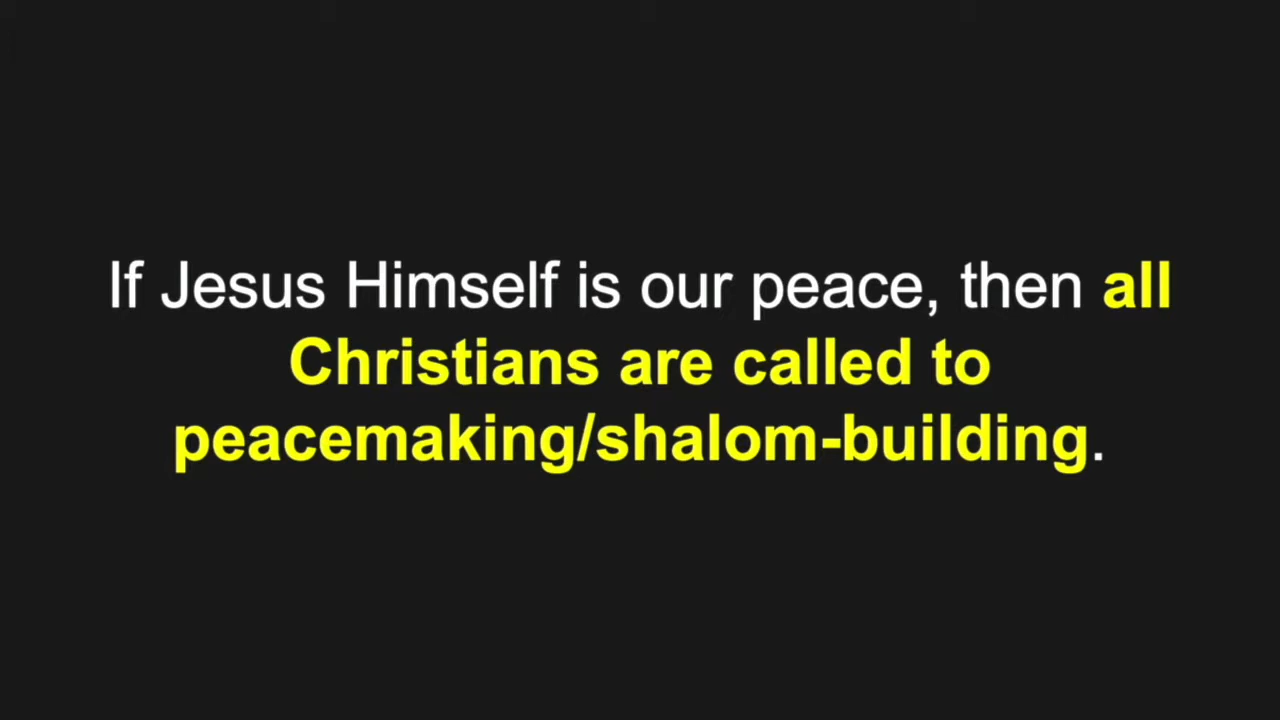 If Jesus Himself is our peace, then all
Christians are called to
peacemaking/shalom-building.